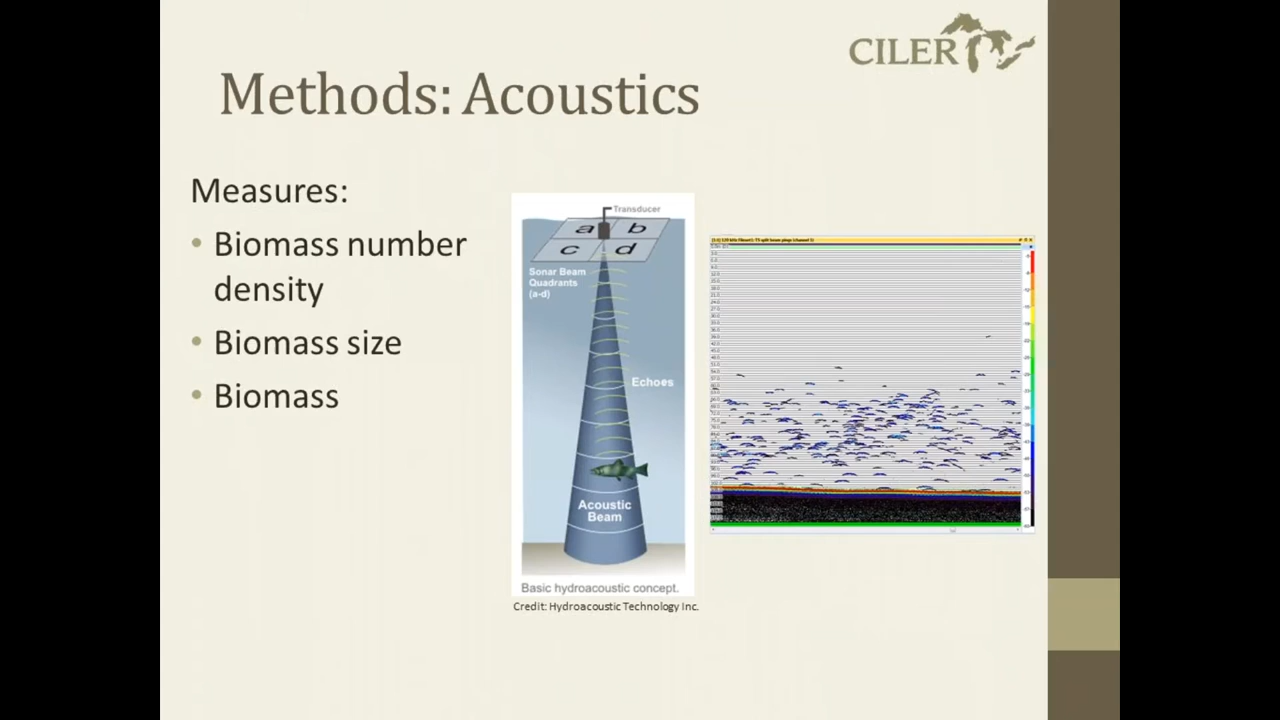 CILER
Methods: Acoustics
Measures:
• Biomass number
density
• Biomass size
• Biomass
Transducer
a b
c d
Sonar Beam
Quadrants
(a-d)
Echoes
Acoustic
Beam
Basic hydroacoustic concept.
Credit: Hydroacoustic Technology Inc.